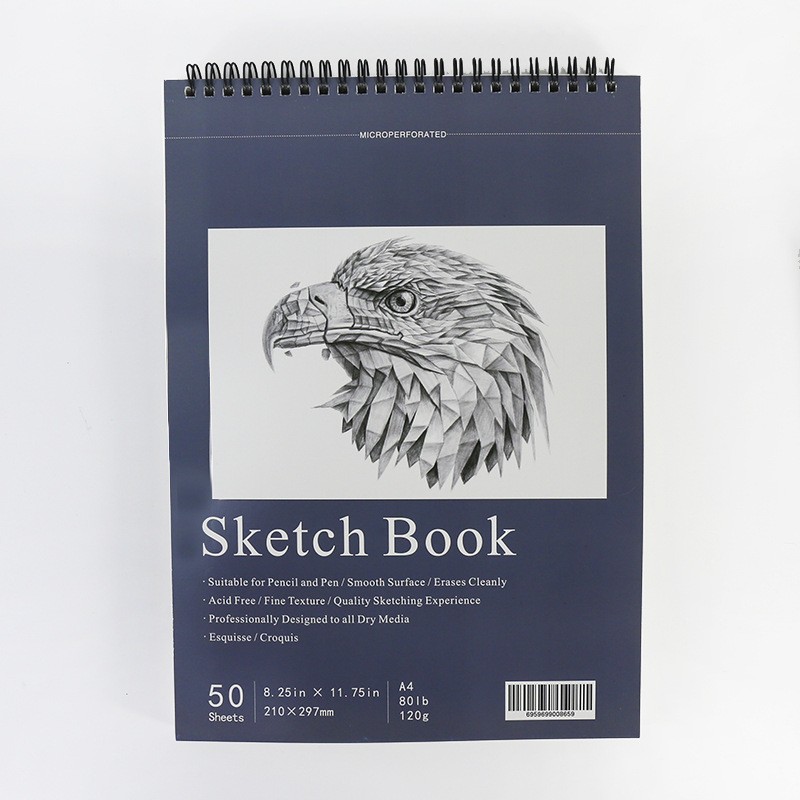 MICROPERFORATED
Sketch Book
· Suitable for Pencil and Pen / Smooth Surface / Erases Cleanly
· Acid Free / Fine Texture / Quality Sketching Experience
· Professionally Designed to all Dry Media
· Esquisse / Croquis
50
Sheets
8.25in × 11.75in
210×297mm
A4
80lb
120g
6959699008659